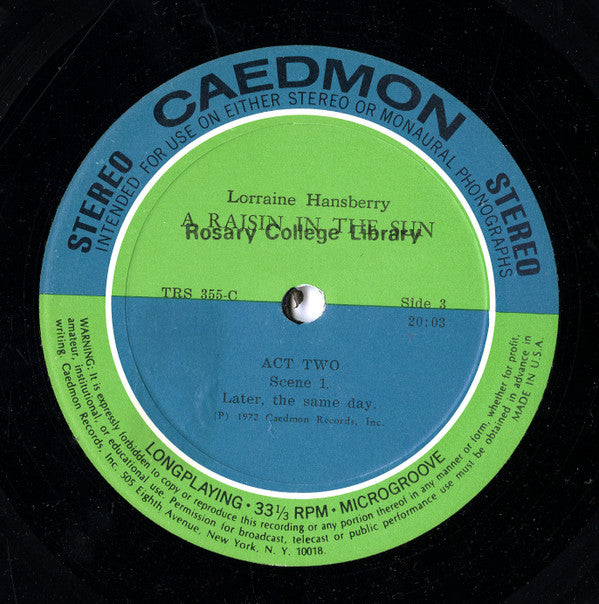 CAEDMON
STEREO
INTENDED FOR USE ON EITHER STEREO OR MONAURAL PHONOGRAPHS
STEREO
Lorraine Hansberry
A RAISIN IN THE SUN
Rosary College Library
TRS 355-C
Side 3
20:03
ACT TWO
Scene 1.
Later, the same day.
(P) 1972 Caedmon Records, Inc.
LONGPLAYING • 33 1/3 RPM • MICROGROOVE
WARNING: It is expressly forbidden to copy or reproduce this recording or any portion thereof in any manner or form, whether for profit,
amateur, institutional, or educational use. Permission for broadcast, telecast or public performance use must be obtained in advance in
writing. Caedmon Records, Inc. 505 Eighth Avenue, New York, N. Y. 10018. MADE IN U.S.A.